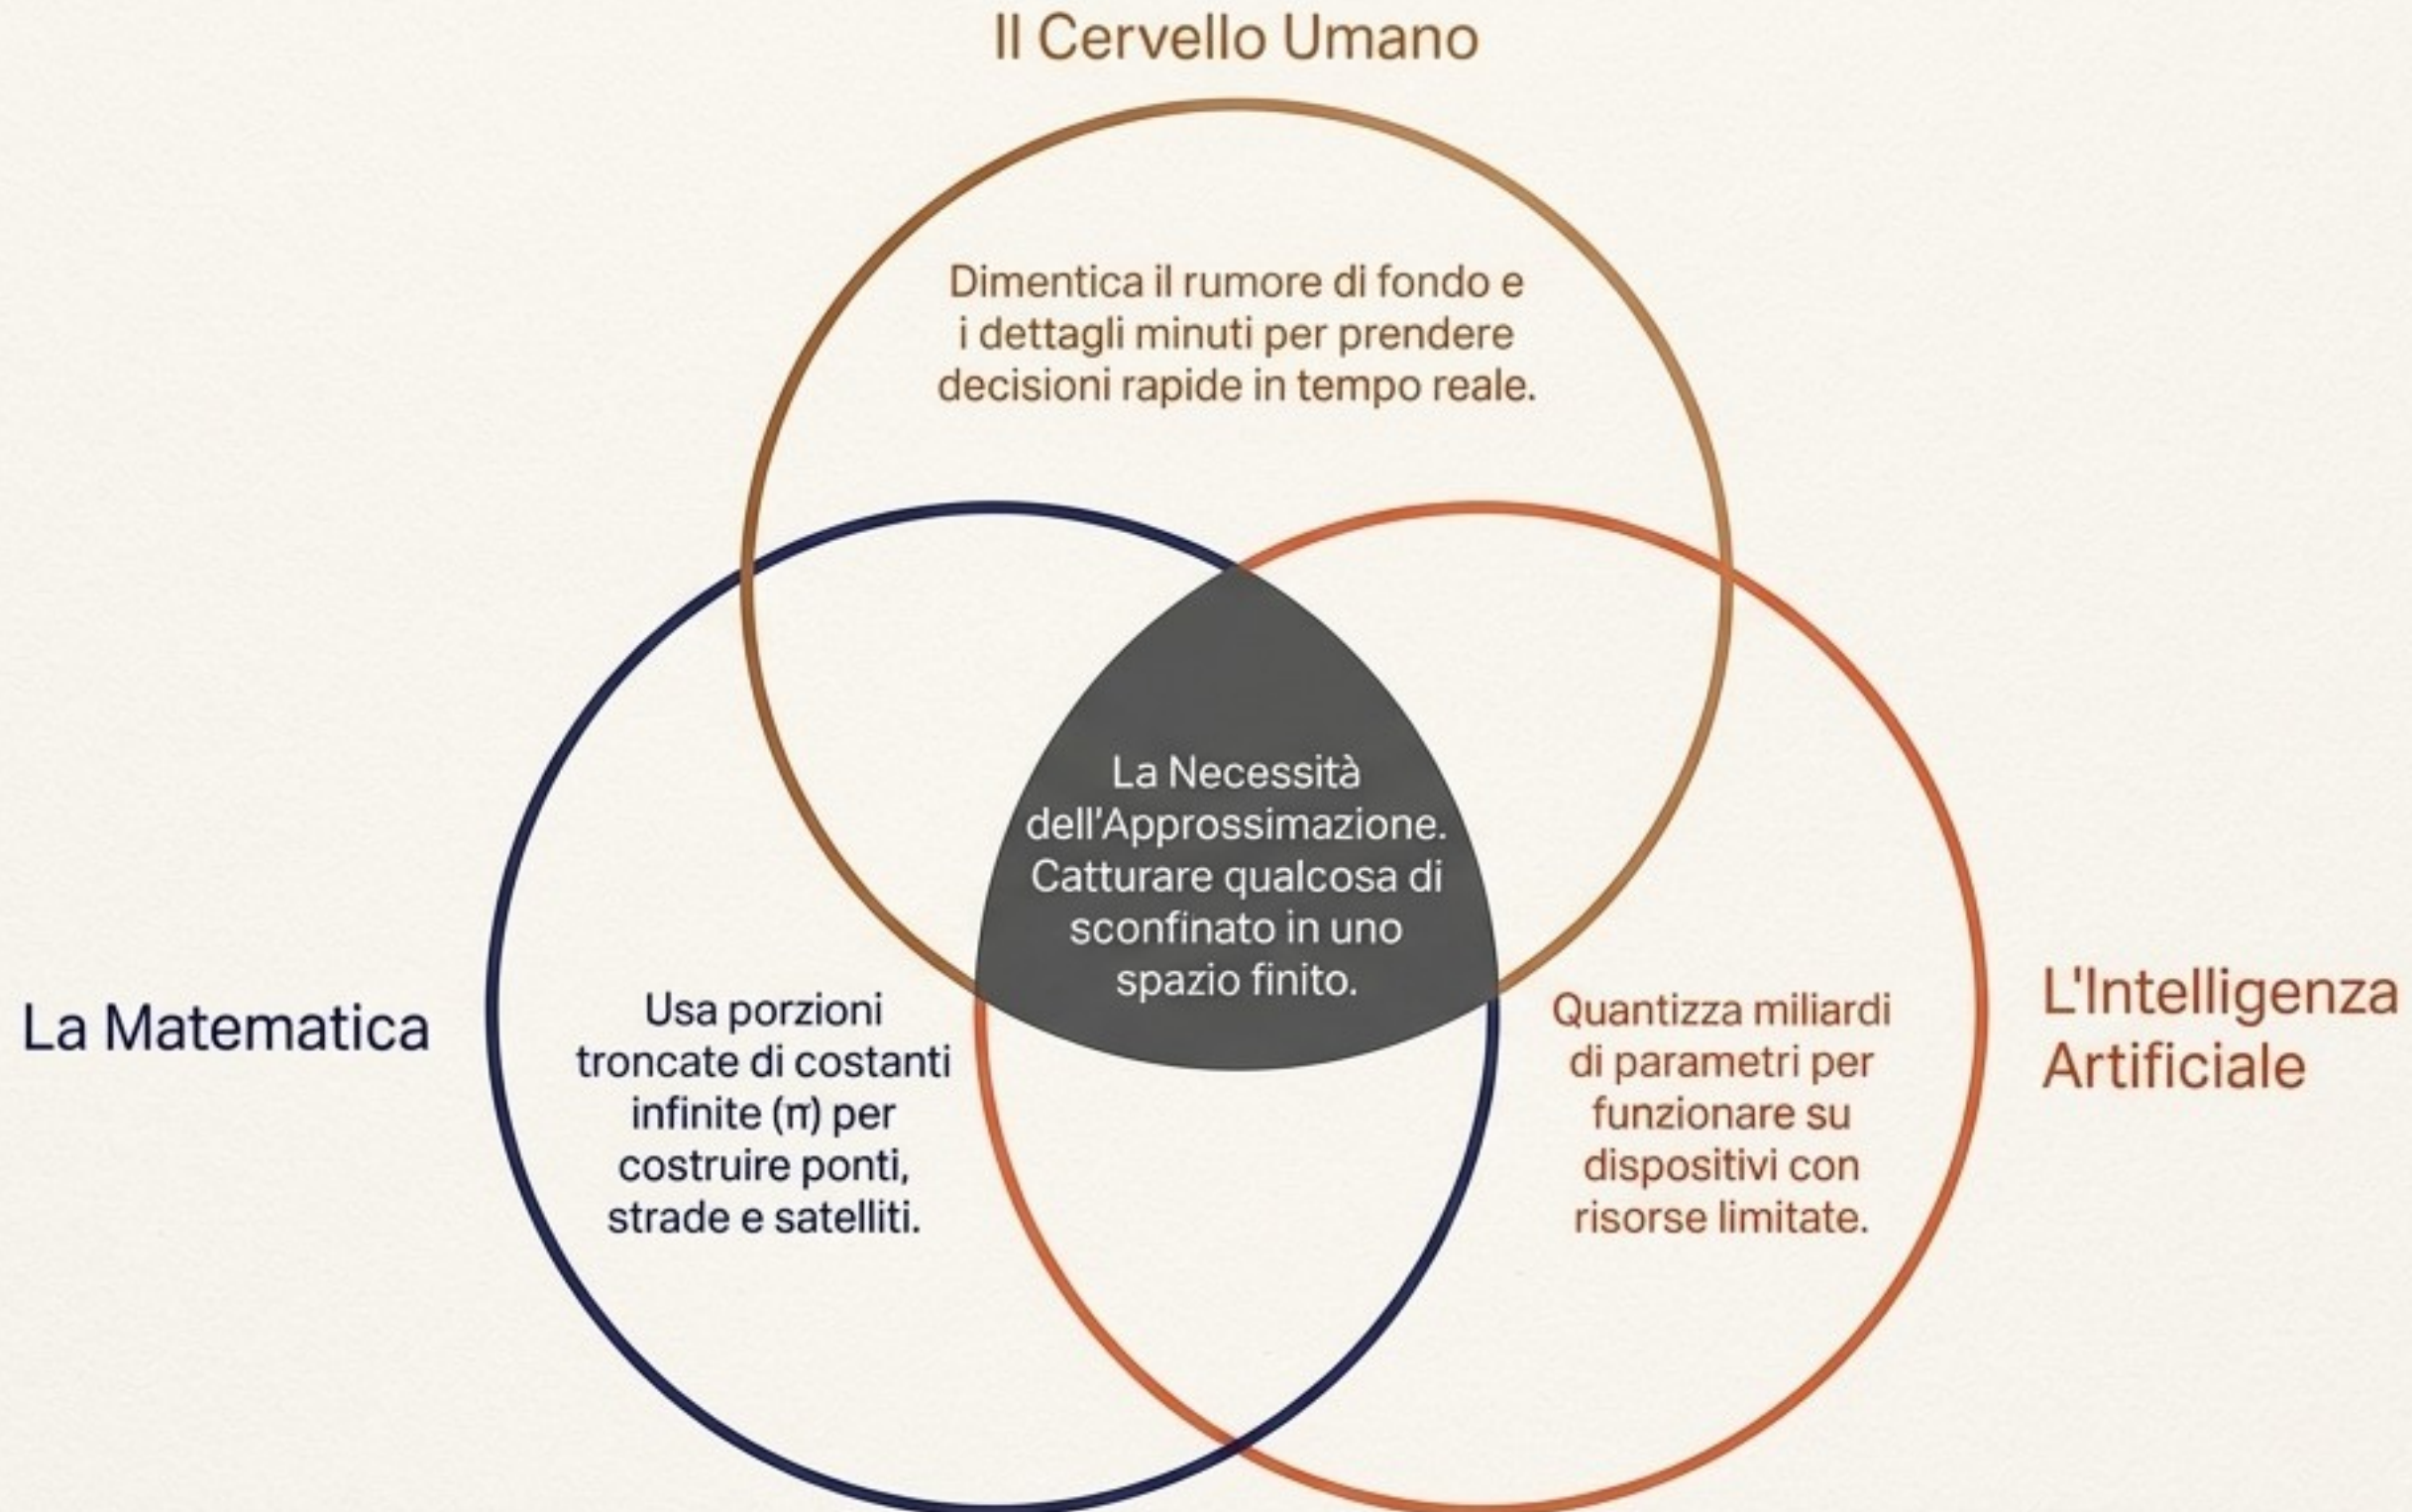 Il Cervello Umano
Dimentica il rumore di fondo e
i dettagli minuti per prendere
decisioni rapide in tempo reale.
La Necessità
dell'Approssimazione.
Catturare qualcosa di
sconfinato in uno
spazio finito.
La Matematica
Usa porzioni
troncate di costanti
infinite (π) per
costruire ponti,
strade e satelliti.
Quantizza miliardi
di parametri per
funzionare su
dispositivi con
risorse limitate.
L'Intelligenza
Artificiale